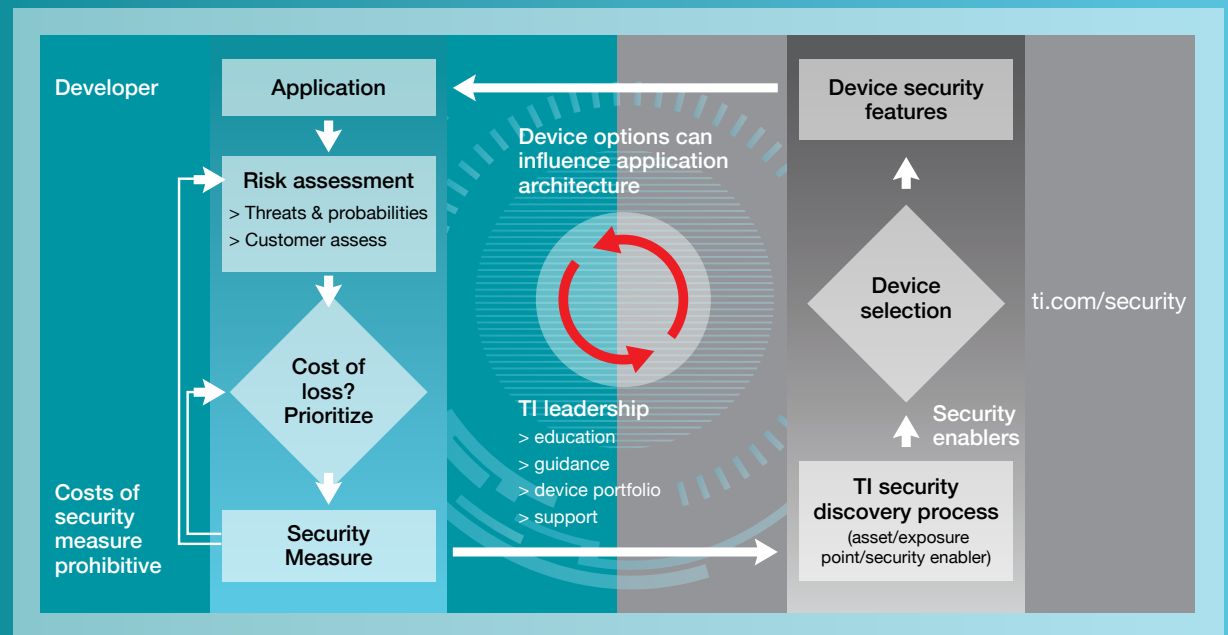 Developer
Application
Risk assessment
> Threats & probabilities
> Customer assess
Cost of
loss?
Prioritize
Costs of
security
measure
prohibitive
Security
Measure
Device options can
influence application
architecture
TI leadership
> education
> guidance
> device portfolio
> support
Device security
features
Device
selection
Security
enablers
TI security
discovery process
(asset/exposure
point/security enabler)
ti.com/security